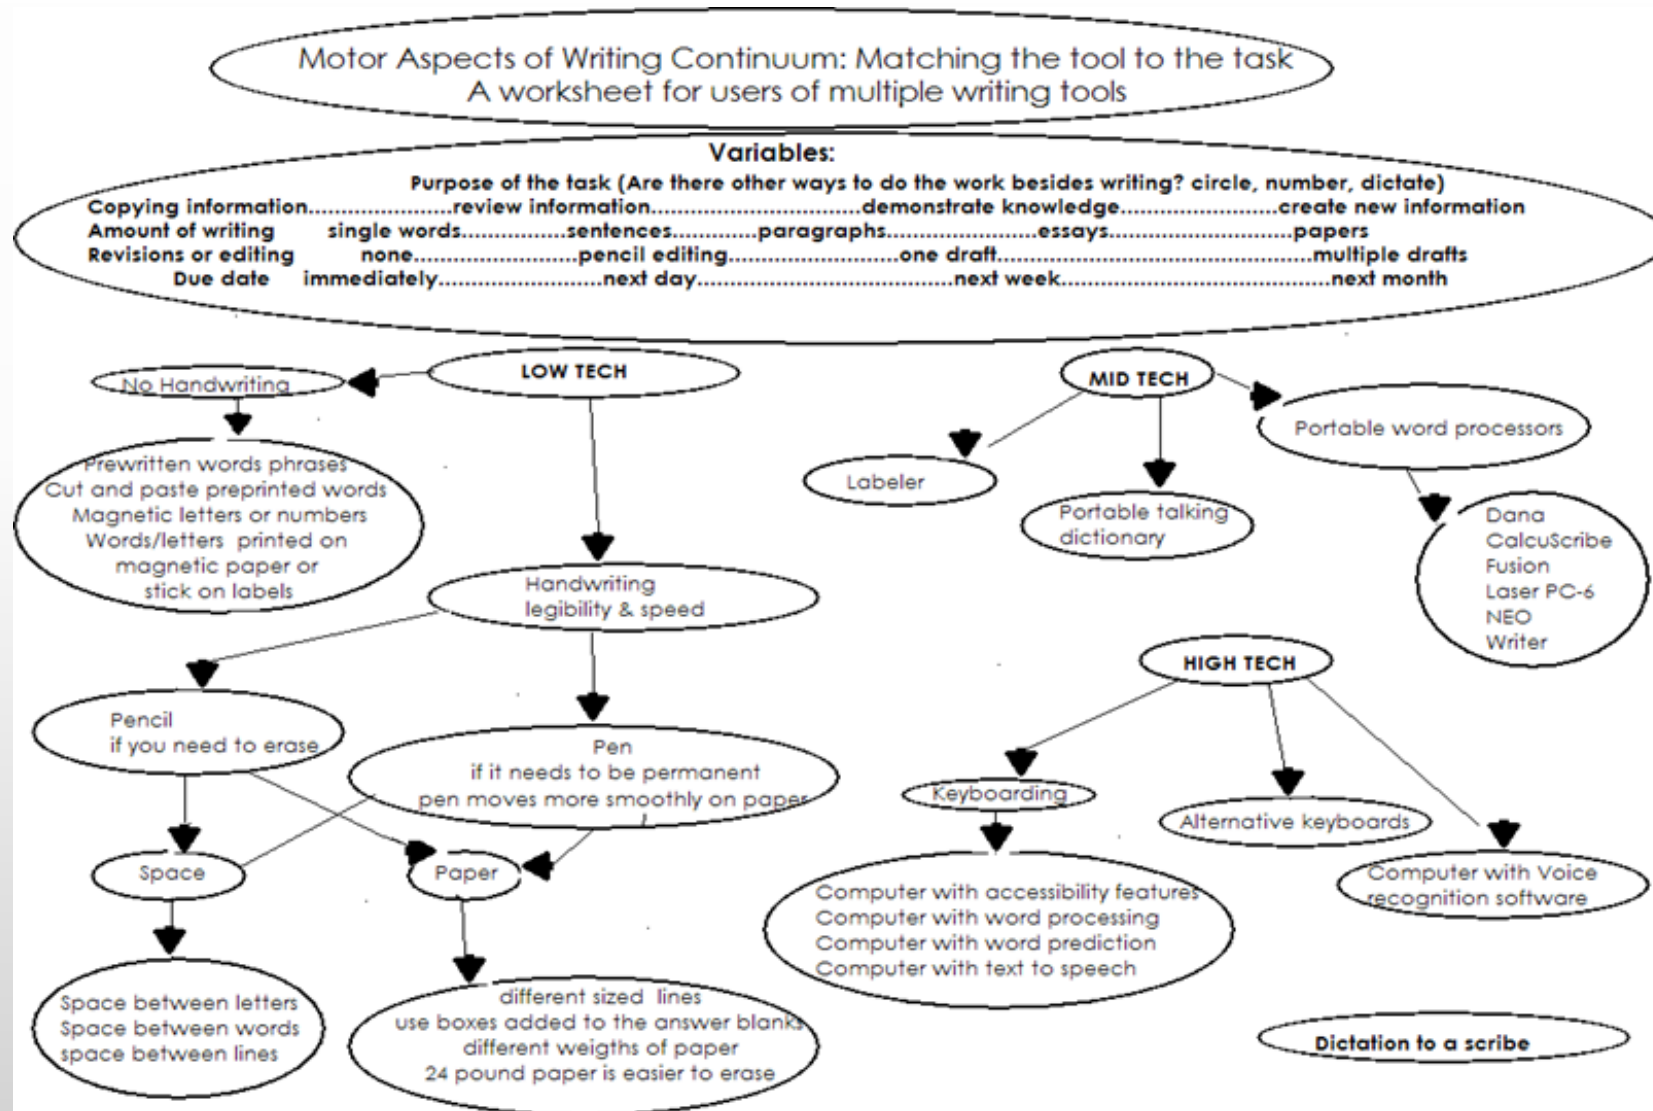 Motor Aspects of Writing Continuum: Matching the tool to the task
A worksheet for users of multiple writing tools
Variables:
Purpose of the task (Are there other ways to do the work besides writing? circle, number, dictate)
Copying information.....................review information...............................demonstrate knowledge.......................create new information
Amount of writing single words...............sentences............paragraphs......................essays...........................papers
Revisions or editing none........................pencil editing.........................one draft..............................................multiple drafts
Due date immediately........................next day.....................................next week.......................................next month
LOW TECH
No Handwriting
Prewritten words phrases
Cut and paste preprinted words
Magnetic letters or numbers
Words/letters printed on
magnetic paper or
stick on labels
Handwriting
legibility & speed
Pencil
if you need to erase
Pen
if it needs to be permanent
pen moves more smoothly on paper
Space
Paper
Space between letters
Space between words
space between lines
different sized lines
use boxes added to the answer blanks
different weigths of paper
24 pound paper is easier to erase
MID TECH
Labeler
Portable talking
dictionary
Portable word processors
Dana
CalcuScribe
Fusion
Laser PC-6
NEO
Writer
HIGH TECH
Keyboarding
Alternative keyboards
Computer with Voice
recognition software
Computer with accessibility features
Computer with word processing
Computer with word prediction
Computer with text to speech
Dictation to a scribe